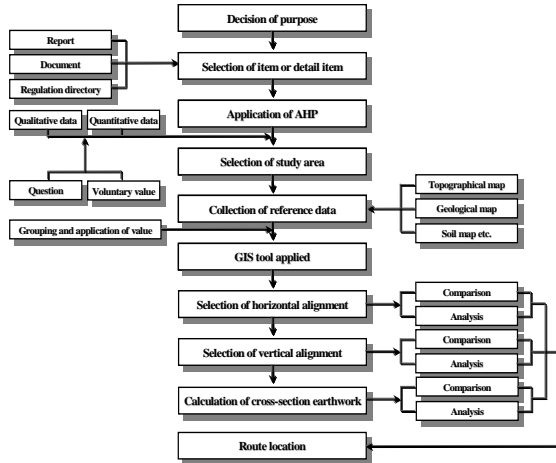 Decision of purpose
Report
Document
Regulation directory
Selection of item or detail item
Application of AHP
Qualitative data
Quantitative data
Selection of study area
Question
Voluntary value
Collection of reference data
Topographical map
Geological map
Soil map etc.
Grouping and application of value
GIS tool applied
Selection of horizontal alignment
Comparison
Analysis
Selection of vertical alignment
Comparison
Analysis
Calculation of cross-section earthwork
Comparison
Analysis
Route location